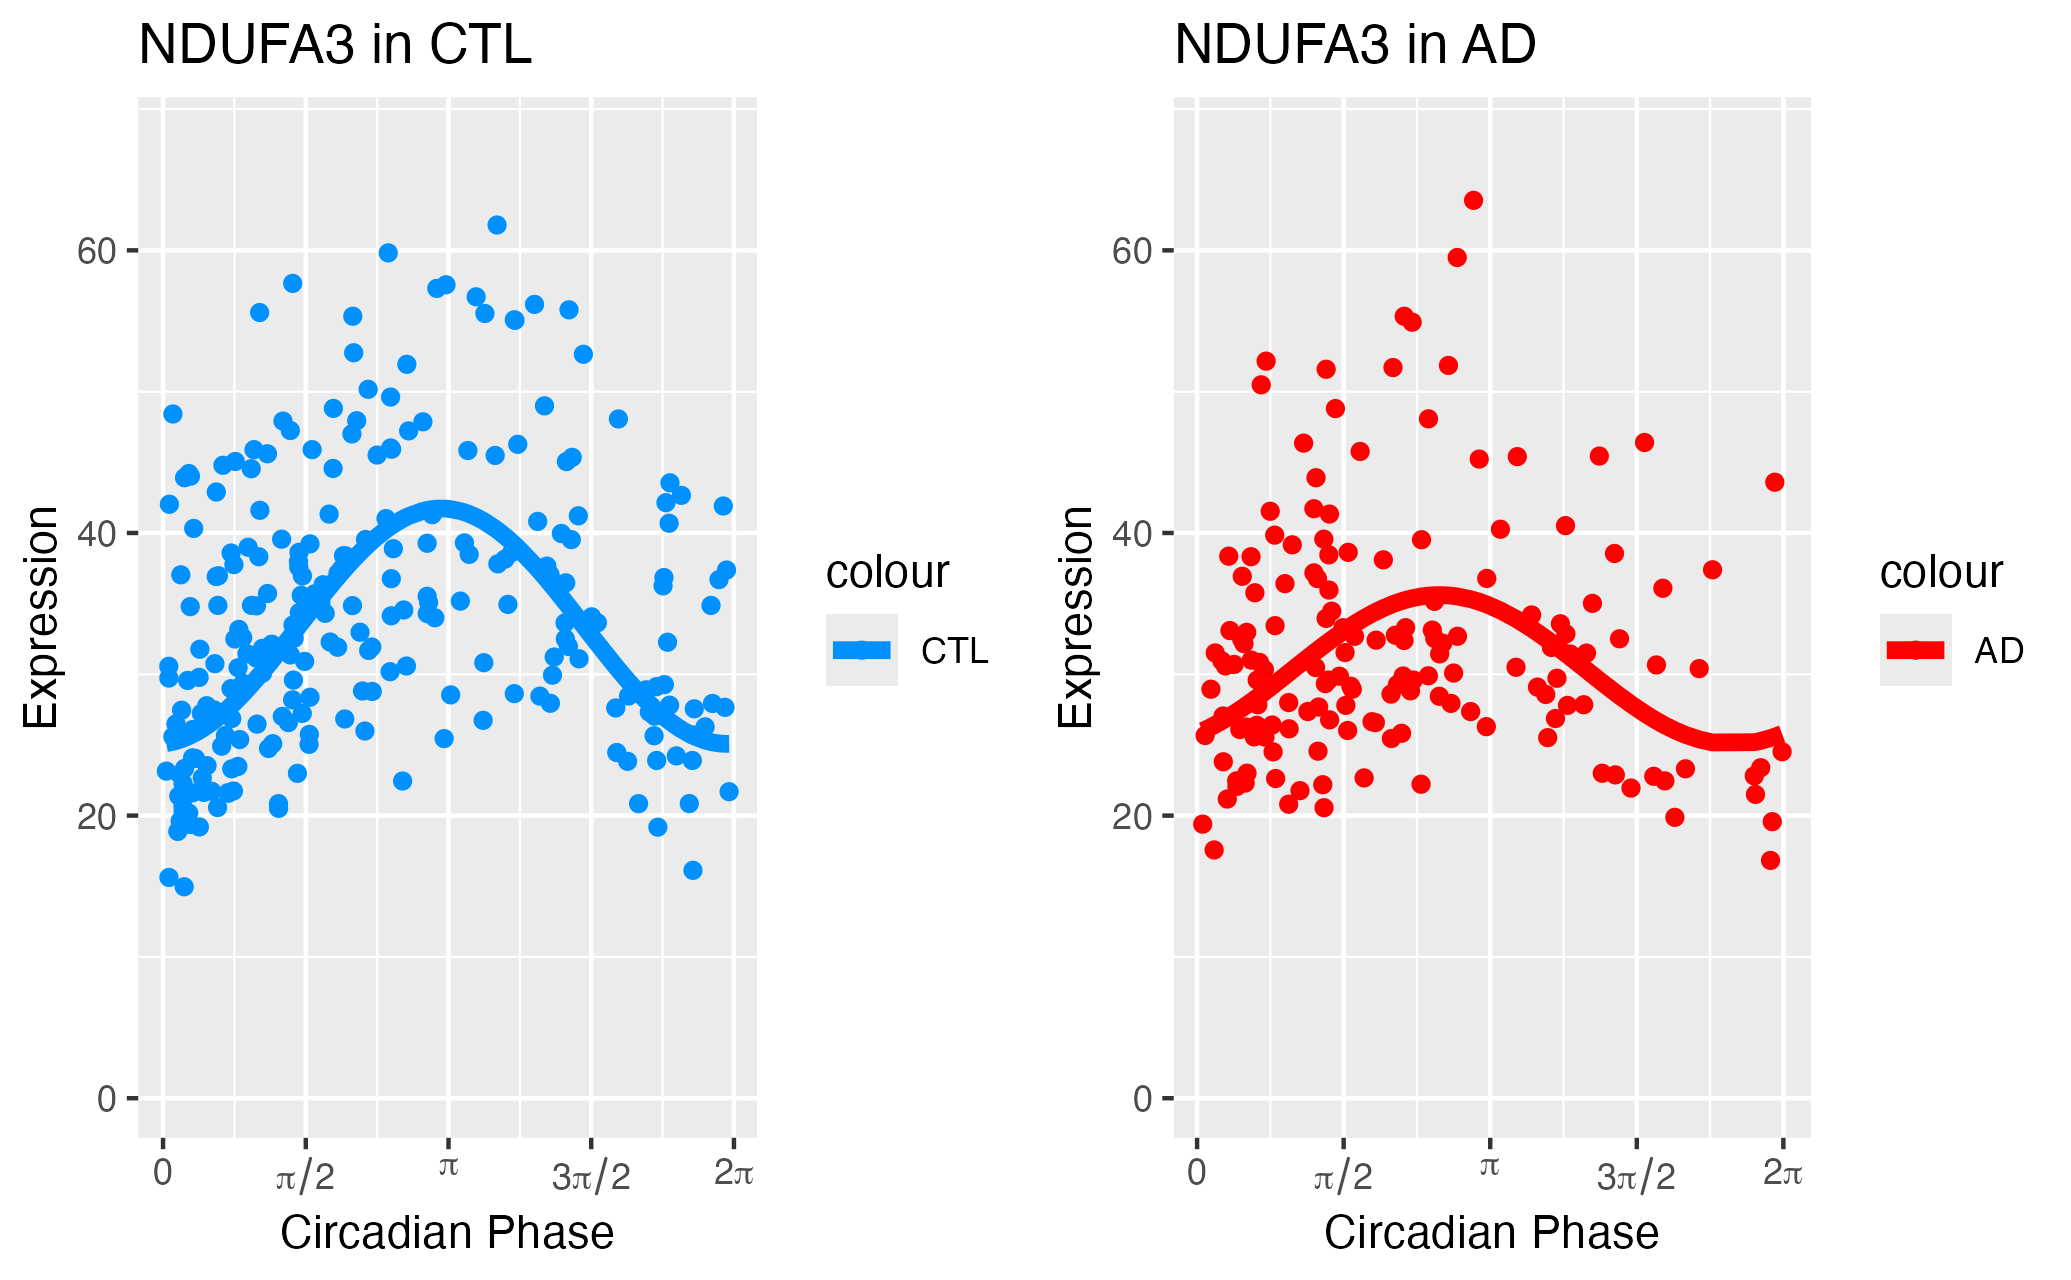 NDUFA3 in CTL
60
40
20
0
Expression
0 π/2 π 3π/2 2π
Circadian Phase
colour
CTL
NDUFA3 in AD
60
40
20
0
Expression
0 π/2 π 3π/2 2π
Circadian Phase
colour
AD